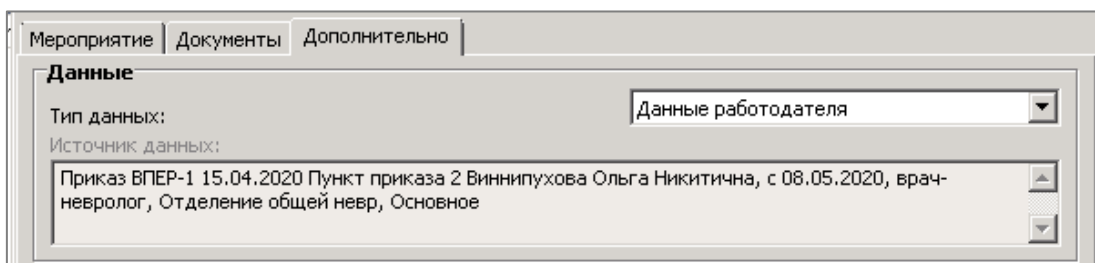 Мероприятие Документы Дополнительно
Данные
Тип данных: Данные работодателя
Источник данных:
Приказ ВПЕР-1 15.04.2020 Пункт приказа 2 Виннипухова Ольга Никитична, с 08.05.2020, врач-
невролог, Отделение общей невр, Основное